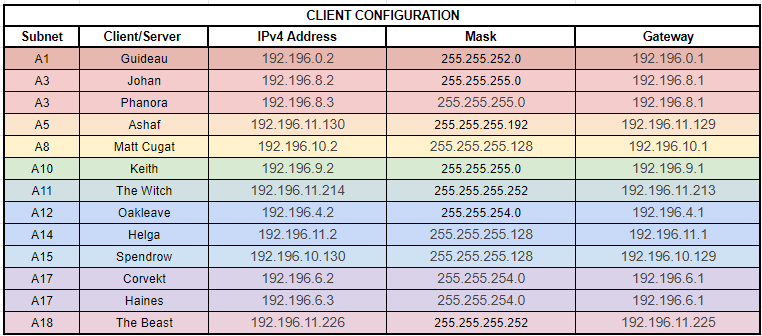 CLIENT CONFIGURATION
Subnet Client/Server IPv4 Address Mask Gateway
A1 Guideau 192.196.0.2 255.255.252.0 192.196.0.1
A3 Johan 192.196.8.2 255.255.255.0 192.196.8.1
A3 Phanora 192.196.8.3 255.255.255.0 192.196.8.1
A5 Ashaf 192.196.11.130 255.255.255.192 192.196.11.129
A8 Matt Cugat 192.196.10.2 255.255.255.128 192.196.10.1
A10 Keith 192.196.9.2 255.255.255.0 192.196.9.1
A11 The Witch 192.196.11.214 255.255.255.252 192.196.11.213
A12 Oakleave 192.196.4.2 255.255.254.0 192.196.4.1
A14 Helga 192.196.11.2 255.255.255.128 192.196.11.1
A15 Spendrow 192.196.10.130 255.255.255.128 192.196.10.129
A17 Corvekt 192.196.6.2 255.255.254.0 192.196.6.1
A17 Haines 192.196.6.3 255.255.254.0 192.196.6.1
A18 The Beast 192.196.11.226 255.255.255.252 192.196.11.225